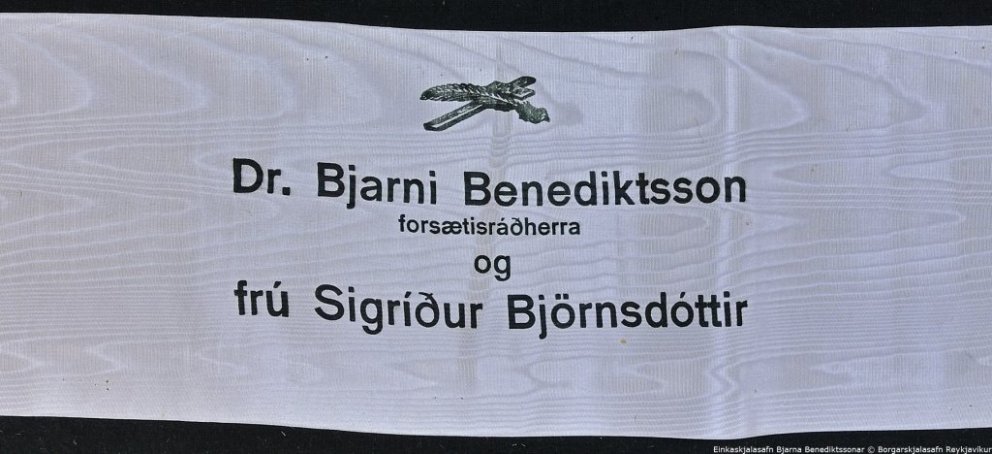 Dr. Bjarni Benediktsson
forsætisráðherra
og
frú Sigríður Björnsdóttir
Einkaskjalasafn Bjarna Benediktssonar © Borgarskjalasafn Reykjavíkur